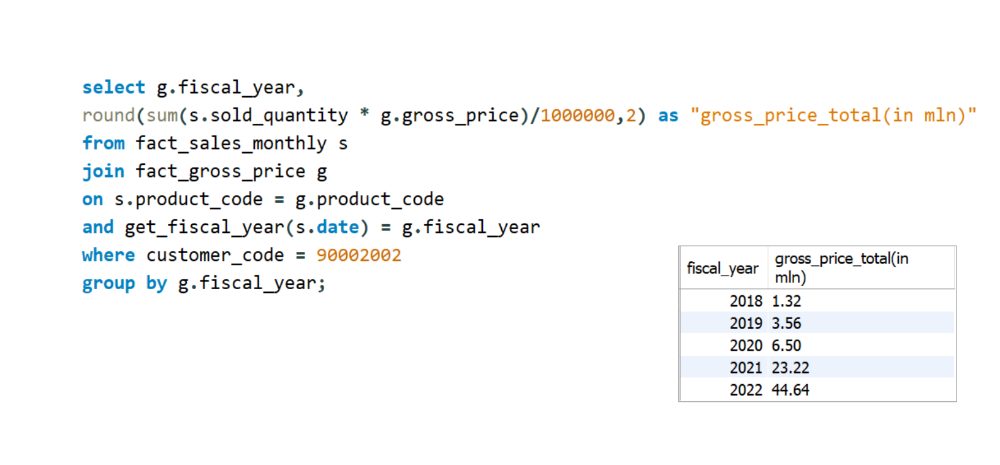 select g.fiscal_year,
round(sum(s.sold_quantity * g.gross_price)/1000000,2) as "gross_price_total(in mln)"
from fact_sales_monthly s
join fact_gross_price g
on s.product_code = g.product_code
and get_fiscal_year(s.date) = g.fiscal_year
where customer_code = 90002002
group by g.fiscal_year;
fiscal_year gross_price_total(in
mln)
2018 1.32
2019 3.56
2020 6.50
2021 23.22
2022 44.64